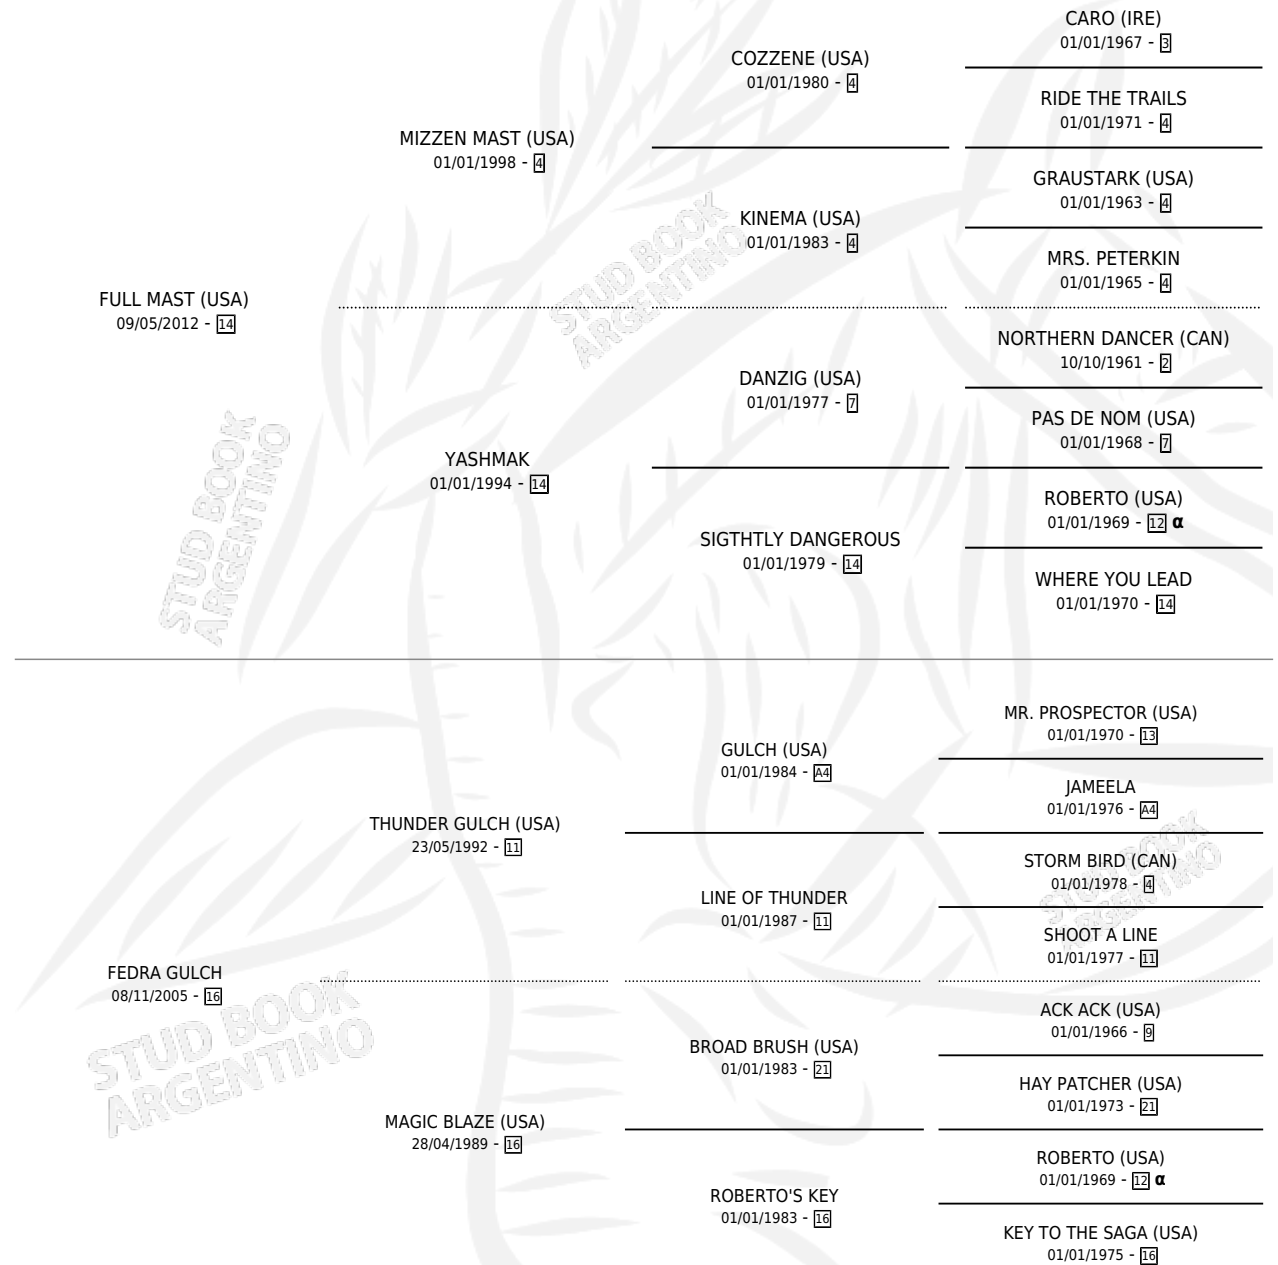 CARO (IRE)
01/01/1967 - 3
COZZENE (USA)
01/01/1980 - 4
RIDE THE TRAILS
01/01/1971 - 4
MIZZEN MAST (USA)
01/01/1998 - 4
GRAUSTARK (USA)
01/01/1963 - 4
KINEMA (USA)
01/01/1983 - 4
MRS. PETERKIN
01/01/1965 - 4
FULL MAST (USA)
09/05/2012 - 14
NORTHERN DANCER (CAN)
10/10/1961 - 2
DANZIG (USA)
01/01/1977 - 7
PAS DE NOM (USA)
01/01/1968 - 7
YASHMAK
01/01/1994 - 14
ROBERTO (USA)
01/01/1969 - 12 α
SIGTHTLY DANGEROUS
01/01/1979 - 14
WHERE YOU LEAD
01/01/1970 - 14
MR. PROSPECTOR (USA)
01/01/1970 - 13
GULCH (USA)
01/01/1984 - A4
JAMEELA
01/01/1976 - A4
THUNDER GULCH (USA)
23/05/1992 - 11
STORM BIRD (CAN)
01/01/1978 - 4
LINE OF THUNDER
01/01/1987 - 11
SHOOT A LINE
01/01/1977 - 11
FEDRA GULCH
08/11/2005 - 16
ACK ACK (USA)
01/01/1966 - 9
BROAD BRUSH (USA)
01/01/1983 - 21
HAY PATCHER (USA)
01/01/1973 - 21
MAGIC BLAZE (USA)
28/04/1989 - 16
ROBERTO (USA)
01/01/1969 - 12 α
ROBERTO'S KEY
01/01/1983 - 16
KEY TO THE SAGA (USA)
01/01/1975 - 16
STUD BOOK
ARGENTINO
STUD BOOK
ARGENTINO
STUD BOOK
ARGENTINO
STUD BOOK
ARGENTINO